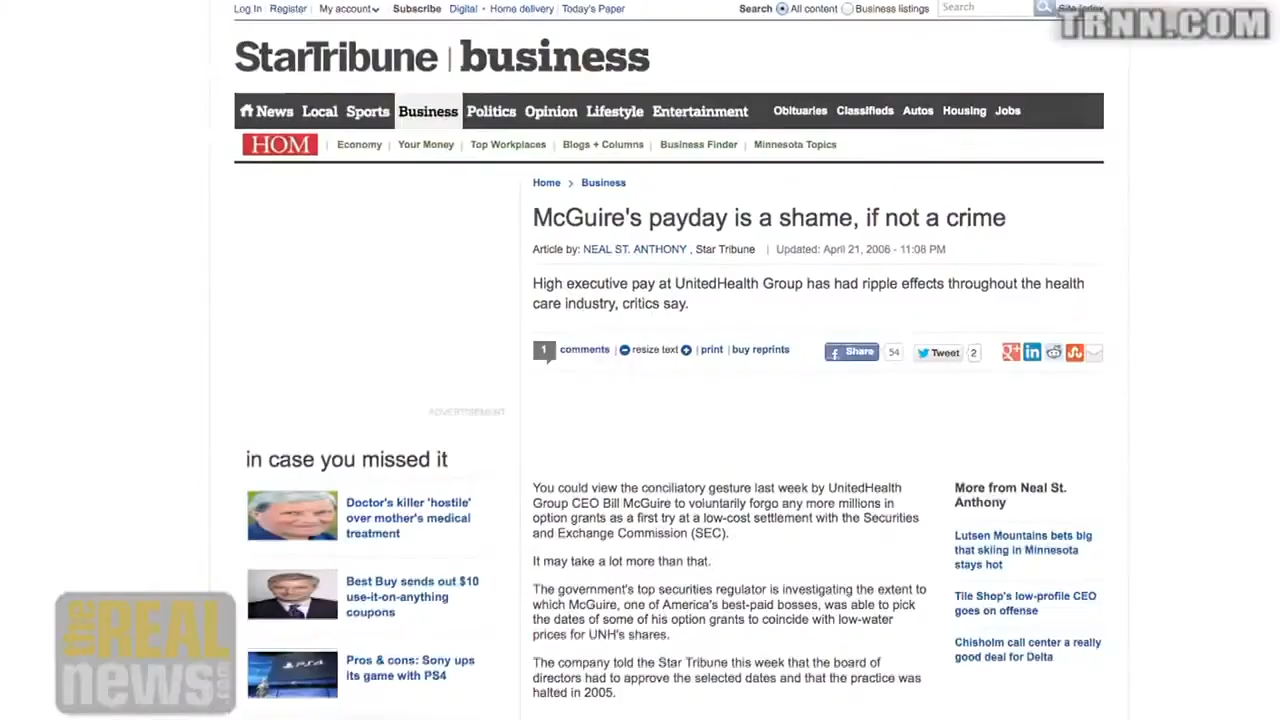 Log In Register My account Subscribe Digital Home delivery Today's Paper Search All content Business listings Search Site Index
TRNN.COM
StarTribune | business
News Local Sports Business Politics Opinion Lifestyle Entertainment Obituaries Classifieds Autos Housing Jobs
HOM | Economy | Your Money | Top Workplaces | Blogs + Columns | Business Finder | Minnesota Topics
Home > Business
McGuire's payday is a shame, if not a crime
Article by: NEAL ST. ANTHONY , Star Tribune | Updated: April 21, 2006 - 11:08 PM
High executive pay at UnitedHealth Group has had ripple effects throughout the health
care industry, critics say.
1 comments | resize text | print | buy reprints Share 54 Tweet 2
ADVERTISEMENT
in case you missed it
Doctor's killer 'hostile'
over mother's medical
treatment
Best Buy sends out $10
use-it-on-anything
coupons
PS4
Pros & cons: Sony ups
its game with PS4
You could view the conciliatory gesture last week by UnitedHealth
Group CEO Bill McGuire to voluntarily forgo any more millions in
option grants as a first try at a low-cost settlement with the Securities
and Exchange Commission (SEC).
It may take a lot more than that.
The government's top securities regulator is investigating the extent to
which McGuire, one of America's best-paid bosses, was able to pick
the dates of some of his option grants to coincide with low-water
prices for UNH's shares.
The company told the Star Tribune this week that the board of
directors had to approve the selected dates and that the practice was
halted in 2005.
More from Neal St.
Anthony
Lutsen Mountains bets big
that skiing in Minnesota
stays hot
Tile Shop's low-profile CEO
goes on offense
Chisholm call center a really
good deal for Delta
the REAL
news.com